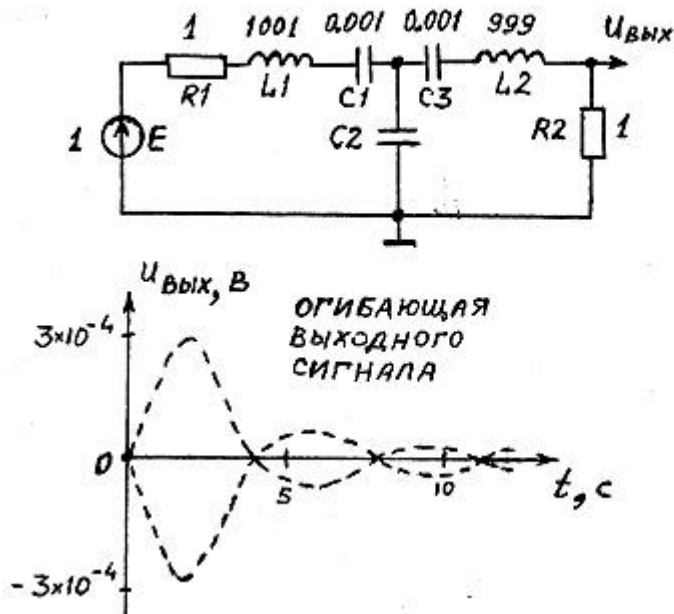 1 1001 0.001 0.001 999 Uвых
R1 L1 C1 C3 L2
1 E C2 R2 1
Uвых, В
3×10⁻⁴
ОГИБАЮЩАЯ
ВЫХОДНОГО
СИГНАЛА
0 5 10 t, с
-3×10⁻⁴